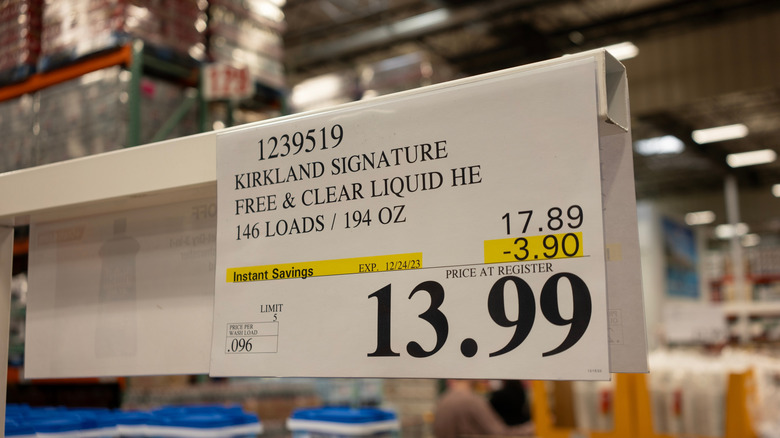 1239519
KIRKLAND SIGNATURE
FREE & CLEAR LIQUID HE
146 LOADS / 194 OZ
17.89
-3.90
Instant Savings EXP. 12/24/23
PRICE AT REGISTER
13.99
LIMIT
5
PRICE PER
WASH LOAD
.096